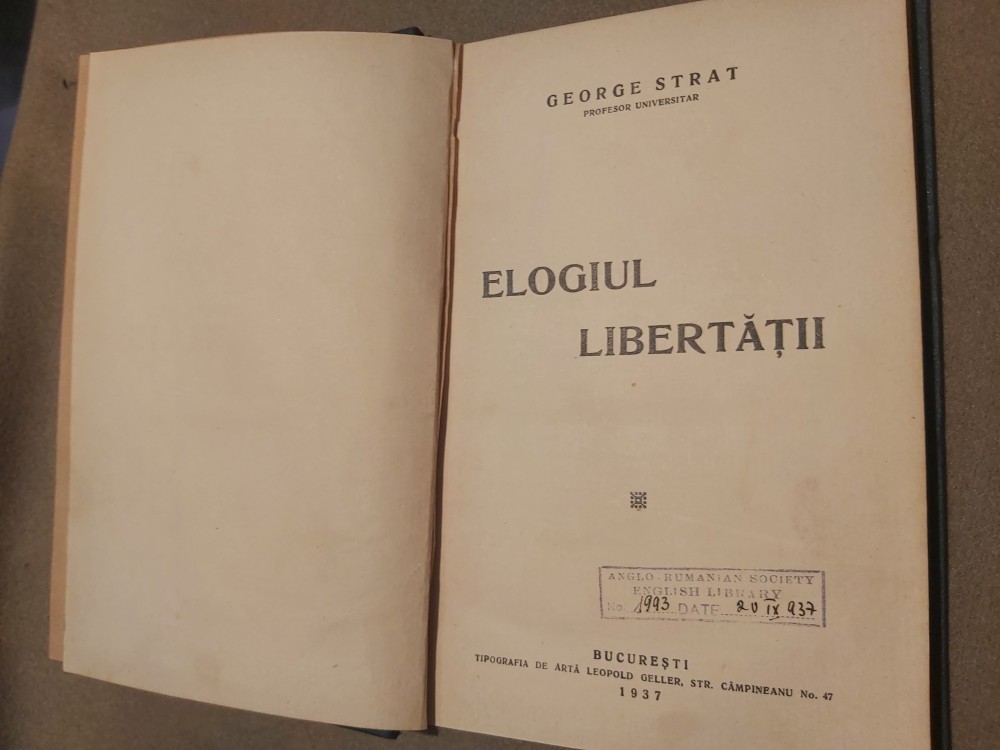 GEORGE STRAT
PROFESOR UNIVERSITAR
ELOGIUL
LIBERTĂȚII
ANGLO-RUMANIAN SOCIETY
ENGLISH LIBRARY
No. 1993 DATE 20 IX 937
BUCUREȘTI
TIPOGRAFIA DE ARTĂ LEOPOLD GELLER, STR. CÂMPINEANU No. 47
1937